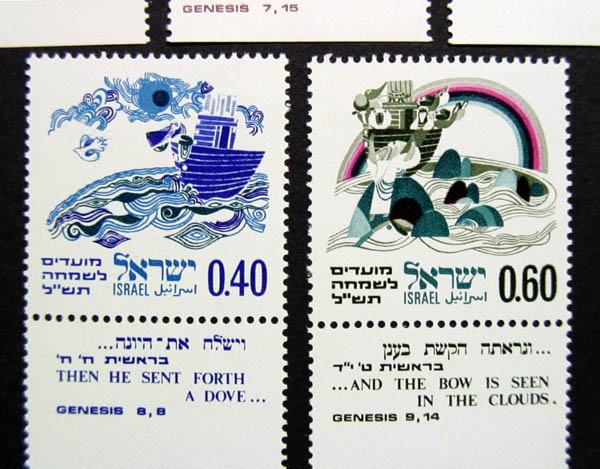 GENESIS 7,15
מועדים
לשמחה
תש"ל
ישראל
ISRAEL اسرائيل
0.40
וישלח את-היונה...
בראשית ח' ח'
THEN HE SENT FORTH
A DOVE...
GENESIS 8,8
מועדים
לשמחה
תש"ל
ישראל
ISRAEL اسرائيل
0.60
...ונראתה הקשת בענן
בראשית ט' י"ד
...AND THE BOW IS SEEN
IN THE CLOUDS.
GENESIS 9,14